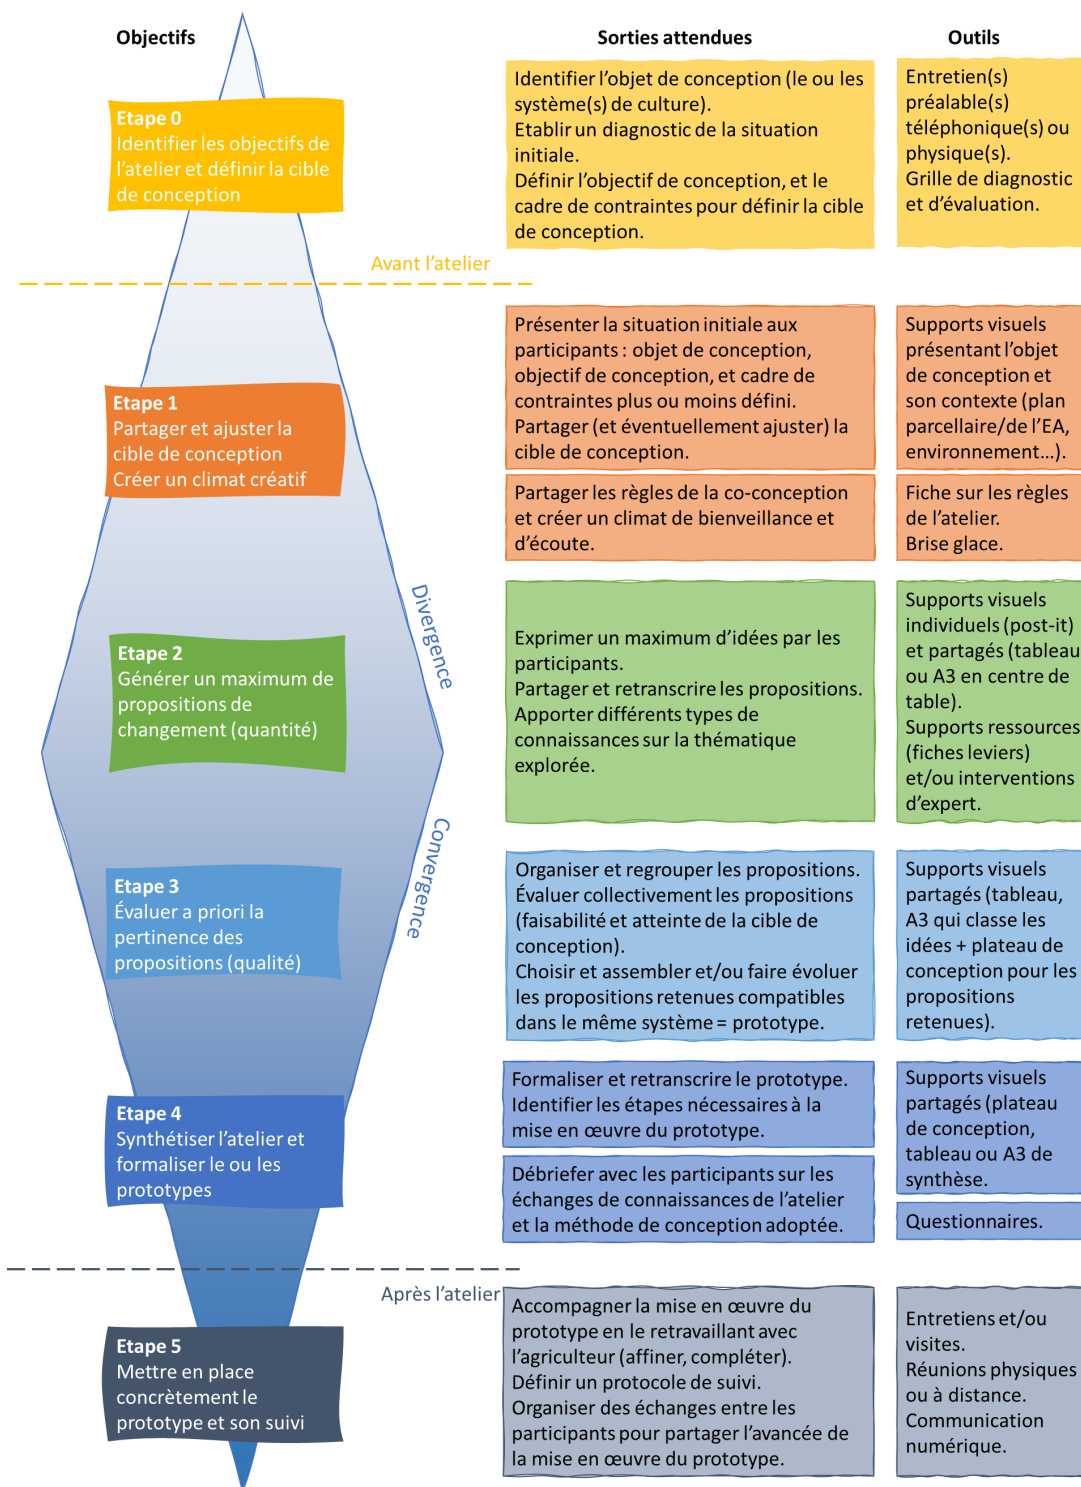 Objectifs
Sorties attendues
Outils
Etape 0
Identifier les objectifs de
l’atelier et définir la cible
de conception
Identifier l’objet de conception (le ou les
système(s) de culture).
Etablir un diagnostic de la situation
initiale.
Définir l’objectif de conception, et le
cadre de contraintes pour définir la cible
de conception.
Entretien(s)
préalable(s)
téléphonique(s) ou
physique(s).
Grille de diagnostic
et d’évaluation.
Avant l’atelier
Etape 1
Partager et ajuster la
cible de conception
Créer un climat créatif
Présenter la situation initiale aux
participants : objet de conception,
objectif de conception, et cadre de
contraintes plus ou moins défini.
Partager (et éventuellement ajuster) la
cible de conception.
Supports visuels
présentant l’objet
de conception et
son contexte (plan
parcellaire/de l’EA,
environnement…).
Partager les règles de la co-conception
et créer un climat de bienveillance et
d’écoute.
Fiche sur les règles
de l’atelier.
Brise glace.
Divergence
Etape 2
Générer un maximum de
propositions de
changement (quantité)
Exprimer un maximum d’idées par les
participants.
Partager et retranscrire les propositions.
Apporter différents types de
connaissances sur la thématique
explorée.
Supports visuels
individuels (post-it)
et partagés (tableau
ou A3 en centre de
table).
Supports ressources
(fiches leviers)
et/ou interventions
d’expert.
Convergence
Etape 3
Évaluer a priori la
pertinence des
propositions (qualité)
Organiser et regrouper les propositions.
Évaluer collectivement les propositions
(faisabilité et atteinte de la cible de
conception).
Choisir et assembler et/ou faire évoluer
les propositions retenues compatibles
dans le même système = prototype.
Supports visuels
partagés (tableau,
A3 qui classe les
idées + plateau de
conception pour les
propositions
retenues).
Etape 4
Synthétiser l’atelier et
formaliser le ou les
prototypes
Formaliser et retranscrire le prototype.
Identifier les étapes nécessaires à la
mise en œuvre du prototype.
Débriefer avec les participants sur les
échanges de connaissances de l’atelier
et la méthode de conception adoptée.
Supports visuels
partagés (plateau
de conception,
tableau ou A3 de
synthèse.
Questionnaires.
Après l’atelier
Etape 5
Mettre en place
concrètement le
prototype et son suivi
Accompagner la mise en œuvre du
prototype en le retravaillant avec
l’agriculteur (affiner, compléter).
Définir un protocole de suivi.
Organiser des échanges entre les
participants pour partager l’avancée de
la mise en œuvre du prototype.
Entretiens et/ou
visites.
Réunions physiques
ou à distance.
Communication
numérique.